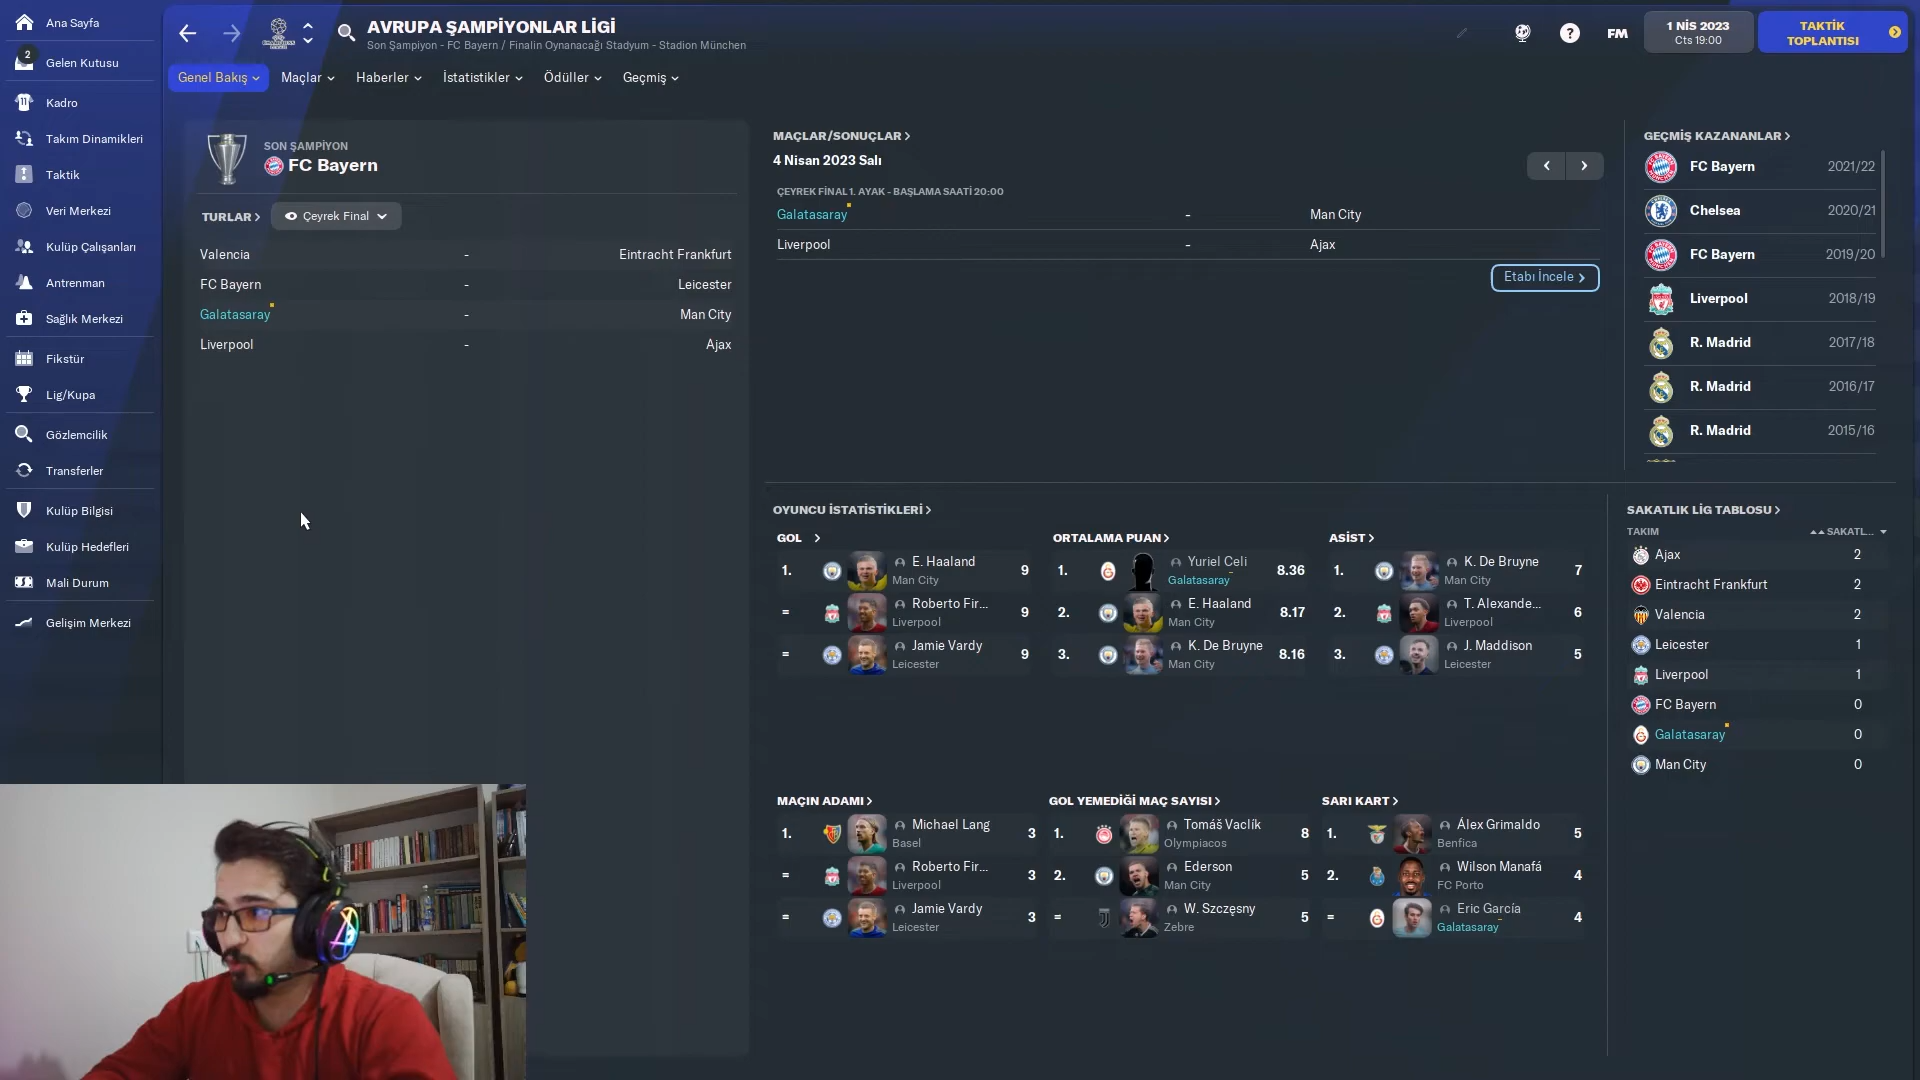 Ana Sayfa
2
Gelen Kutusu
Kadro
Takım Dinamikleri
Taktik
Veri Merkezi
Kulüp Çalışanları
Antrenman
Sağlık Merkezi
Fikstür
Lig/Kupa
Gözlemcilik
Transferler
Kulüp Bilgisi
Kulüp Hedefleri
Mali Durum
Gelişim Merkezi
AVRUPA ŞAMPİYONLAR LİGİ
Son Şampiyon - FC Bayern / Finalin Oynanacağı Stadyum - Stadion München
FM
1 NİS 2023
Cts 19:00
TAKTİK
TOPLANTISI
Genel Bakış Maçlar Haberler İstatistikler Ödüller Geçmiş
SON ŞAMPİYON
FC Bayern
TURLAR Çeyrek Final
Valencia - Eintracht Frankfurt
FC Bayern - Leicester
Galatasaray - Man City
Liverpool - Ajax
MAÇLAR/SONUÇLAR
4 Nisan 2023 Salı
ÇEYREK FİNAL 1. AYAK - BAŞLAMA SAATİ 20:00
Galatasaray - Man City
Liverpool - Ajax
Etabı İncele
GEÇMİŞ KAZANANLAR
FC Bayern 2021/22
Chelsea 2020/21
FC Bayern 2019/20
Liverpool 2018/19
R. Madrid 2017/18
R. Madrid 2016/17
R. Madrid 2015/16
OYUNCU İSTATİSTİKLERİ
GOL
1. E. Haaland 9
Man City
= Roberto Fir... 9
Liverpool
= Jamie Vardy 9
Leicester
ORTALAMA PUAN
1. Yuriel Celi 8.36
Galatasaray
2. E. Haaland 8.17
Man City
3. K. De Bruyne 8.16
Man City
ASİST
1. K. De Bruyne 7
Man City
2. T. Alexande... 6
Liverpool
3. J. Maddison 5
Leicester
MAÇIN ADAMI
1. Michael Lang 3
Basel
= Roberto Fir... 3
Liverpool
= Jamie Vardy 3
Leicester
GOL YEMEDİĞİ MAÇ SAYISI
1. Tomáš Vaclík 8
Olympiacos
2. Ederson 5
Man City
= W. Szczęsny 5
Zebre
SARI KART
1. Álex Grimaldo 5
Benfica
2. Wilson Manafá 4
FC Porto
= Eric García 4
Galatasaray
SAKATLIK LİG TABLOSU
TAKIM SAKATL...
Ajax 2
Eintracht Frankfurt 2
Valencia 2
Leicester 1
Liverpool 1
FC Bayern 0
Galatasaray 0
Man City 0